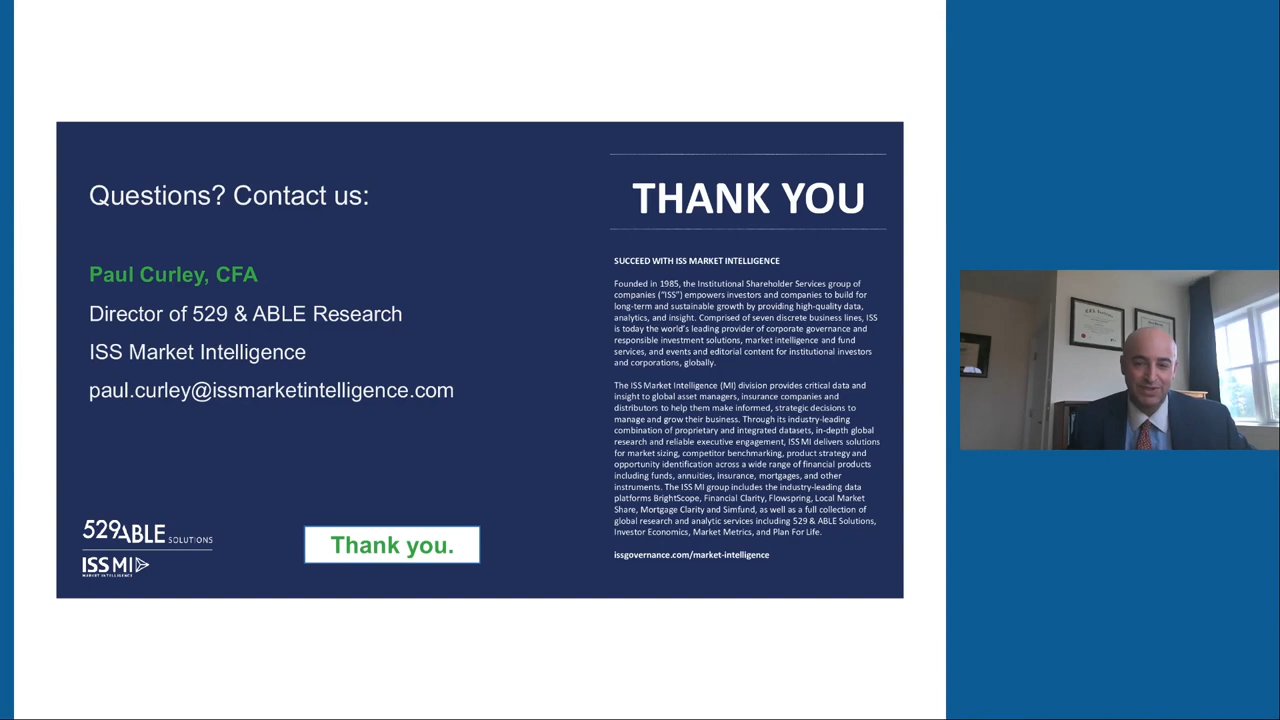 Questions? Contact us:
Paul Curley, CFA
Director of 529 & ABLE Research
ISS Market Intelligence
paul.curley@issmarketintelligence.com
529ABLE SOLUTIONS
ISS MI
MARKET INTELLIGENCE
Thank you.
THANK YOU
SUCCEED WITH ISS MARKET INTELLIGENCE
Founded in 1985, the Institutional Shareholder Services group of
companies (“ISS”) empowers investors and companies to build for
long-term and sustainable growth by providing high-quality data,
analytics, and insight. Comprised of seven discrete business lines, ISS
is today the world’s leading provider of corporate governance and
responsible investment solutions, market intelligence and fund
services, and events and editorial content for institutional investors
and corporations, globally.
The ISS Market Intelligence (MI) division provides critical data and
insight to global asset managers, insurance companies and
distributors to help them make informed, strategic decisions to
manage and grow their business. Through its industry-leading
combination of proprietary and integrated datasets, in-depth global
research and reliable executive engagement, ISS MI delivers solutions
for market sizing, competitor benchmarking, product strategy and
opportunity identification across a wide range of financial products
including funds, annuities, insurance, mortgages, and other
instruments. The ISS MI group includes the industry-leading data
platforms BrightScope, Financial Clarity, Flowspring, Local Market
Share, Mortgage Clarity and Simfund, as well as a full collection of
global research and analytic services including 529 & ABLE Solutions,
Investor Economics, Market Metrics, and Plan For Life.
issgovernance.com/market-intelligence